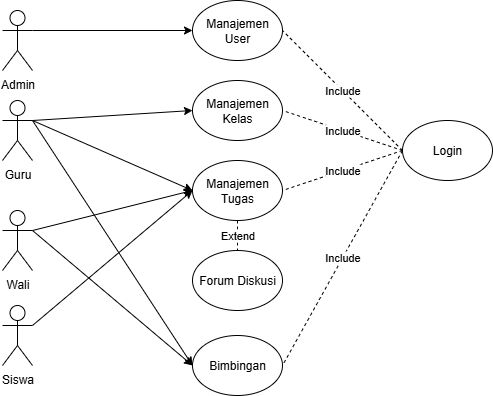 Admin
Guru
Wali
Siswa
Manajemen
User
Manajemen
Kelas
Manajemen
Tugas
Extend
Forum Diskusi
Bimbingan
Include
Include
Include
Include
Login